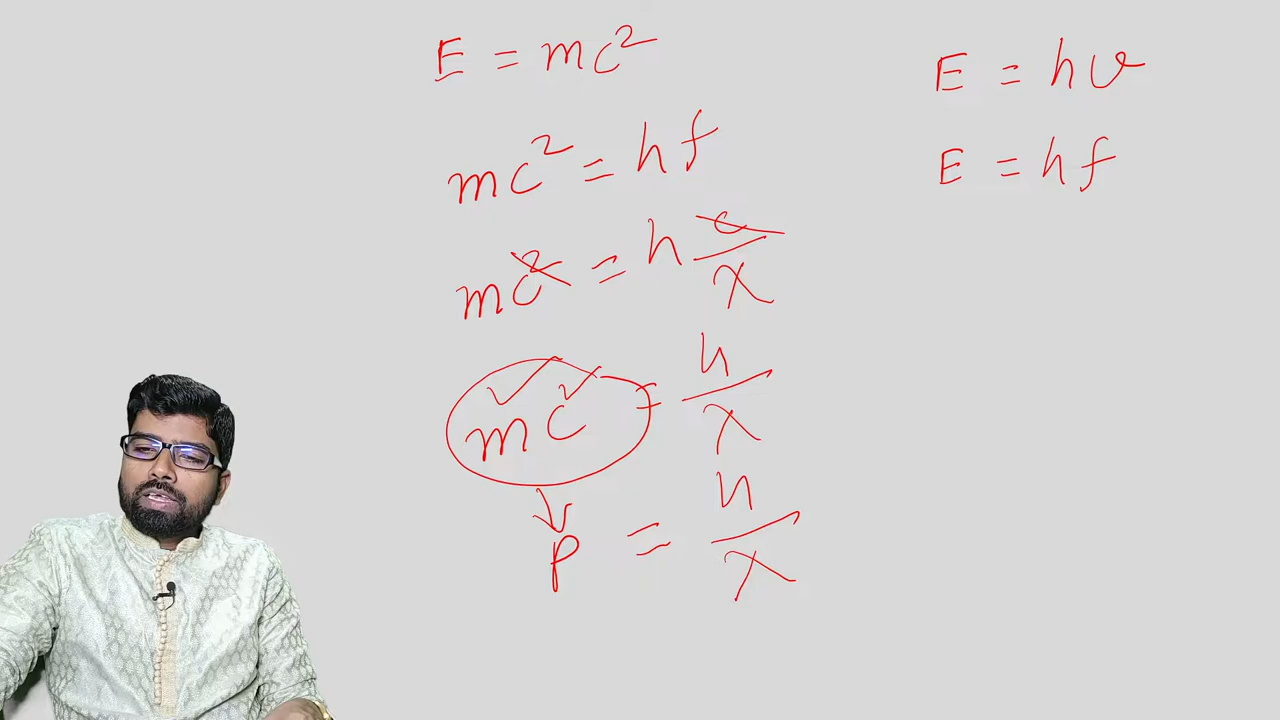 E = mc²
mc² = hf
mc² = h c/λ
mc = h/λ
p = h/λ
E = hν
E = hf